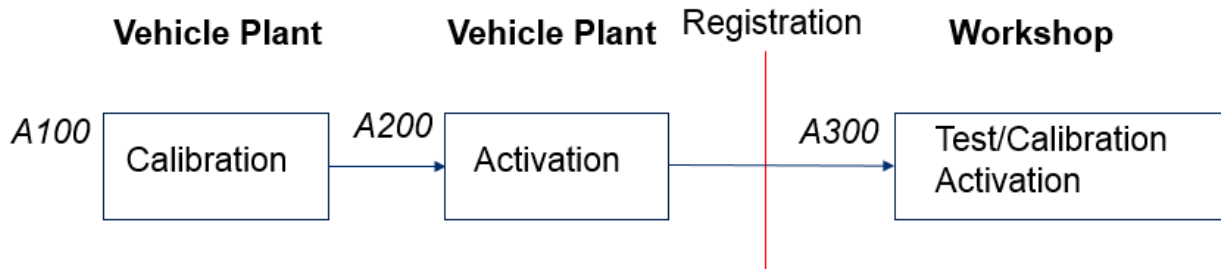 Vehicle Plant
Vehicle Plant
Registration
Workshop
A100
Calibration
A200
Activation
A300
Test/Calibration
Activation